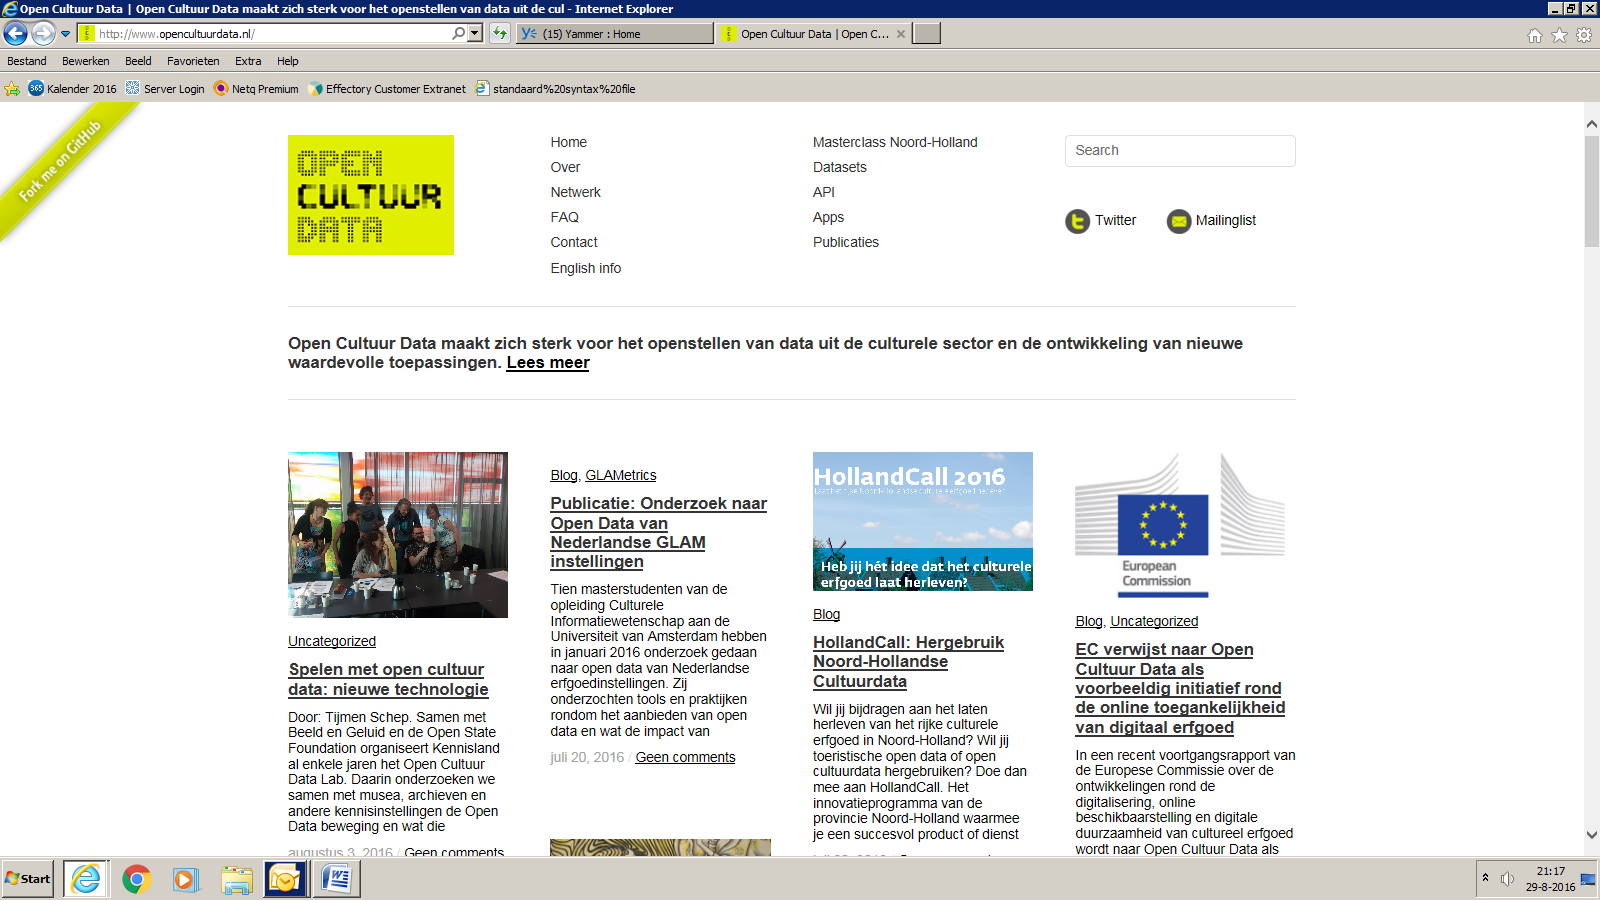 Open Cultuur Data | Open Cultuur Data maakt zich sterk voor het openstellen van data uit de cul - Internet Explorer
http://www.opencultuurdata.nl/
(15) Yammer : Home
Open Cultuur Data | Open C...
Bestand Bewerken Beeld Favorieten Extra Help
Kalender 2016 Server Login Netq Premium Effectory Customer Extranet standaard%20syntax%20file
Fork me on GitHub
OPEN
CULTUUR
DATA
Home
Over
Netwerk
FAQ
Contact
English info
Masterclass Noord-Holland
Datasets
API
Apps
Publicaties
Search
Twitter
Mailinglist
Open Cultuur Data maakt zich sterk voor het openstellen van data uit de culturele sector en de ontwikkeling van nieuwe
waardevolle toepassingen. Lees meer
Uncategorized
Spelen met open cultuur
data: nieuwe technologie
Door: Tijmen Schep. Samen met
Beeld en Geluid en de Open State
Foundation organiseert Kennisland
al enkele jaren het Open Cultuur
Data Lab. Daarin onderzoeken we
samen met musea, archieven en
andere kennisinstellingen de Open
Data beweging en wat die
augustus 3, 2016 / Geen comments
Blog, GLAMetrics
Publicatie: Onderzoek naar
Open Data van
Nederlandse GLAM
instellingen
Tien masterstudenten van de
opleiding Culturele
Informatiewetenschap aan de
Universiteit van Amsterdam hebben
in januari 2016 onderzoek gedaan
naar open data van Nederlandse
erfgoedinstellingen. Zij
onderzochten tools en praktijken
rondom het aanbieden van open
data en wat de impact van
juli 20, 2016 / Geen comments
HollandCall 2016
Laat het rijke Noord-Hollandse culturele erfgoed herleven
Heb jij hét idee dat het culturele
erfgoed laat herleven?
Blog
HollandCall: Hergebruik
Noord-Hollandse
Cultuurdata
Wil jij bijdragen aan het laten
herleven van het rijke culturele
erfgoed in Noord-Holland? Wil jij
toeristische open data of open
cultuurdata hergebruiken? Doe dan
mee aan HollandCall. Het
innovatieprogramma van de
provincie Noord-Holland waarmee
je een succesvol product of dienst
European
Commission
Blog, Uncategorized
EC verwijst naar Open
Cultuur Data als
voorbeeldig initiatief rond
de online toegankelijkheid
van digitaal erfgoed
In een recent voortgangsrapport van
de Europese Commissie over de
ontwikkelingen rond de
digitalisering, online
beschikbaarstelling en digitale
duurzaamheid van cultureel erfgoed
wordt naar Open Cultuur Data als
Start
21:17
29-8-2016